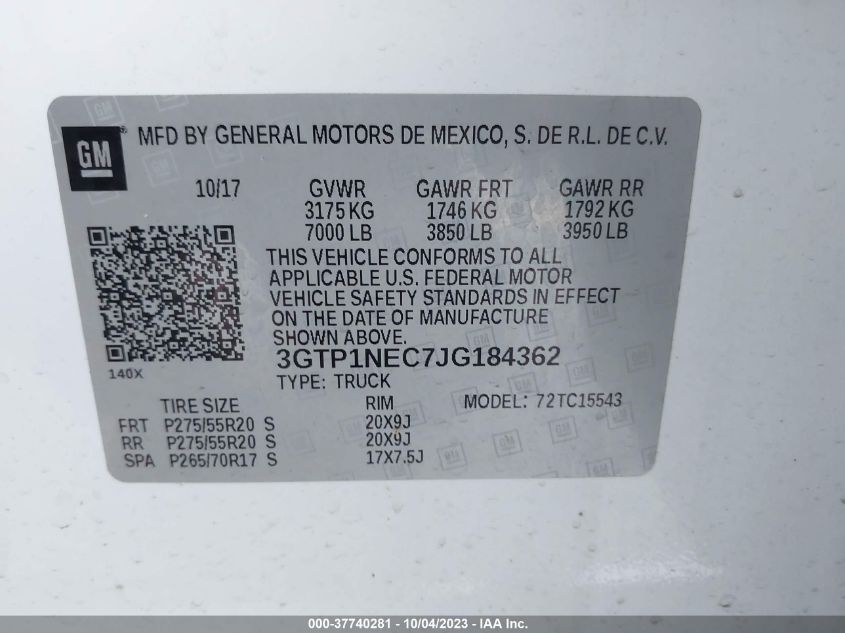 GM ® MFD BY GENERAL MOTORS DE MEXICO, S. DE R.L. DE C.V.
10/17 GVWR GAWR FRT GAWR RR
3175 KG 1746 KG 1792 KG
7000 LB 3850 LB 3950 LB
THIS VEHICLE CONFORMS TO ALL
APPLICABLE U.S. FEDERAL MOTOR
VEHICLE SAFETY STANDARDS IN EFFECT
ON THE DATE OF MANUFACTURE
SHOWN ABOVE.
140X
3GTP1NEC7JG184362
TYPE: TRUCK
TIRE SIZE RIM MODEL: 72TC15543
FRT P275/55R20 S 20X9J
RR P275/55R20 S 20X9J
SPA P265/70R17 S 17X7.5J
000-37740281 - 10/04/2023 - IAA Inc.